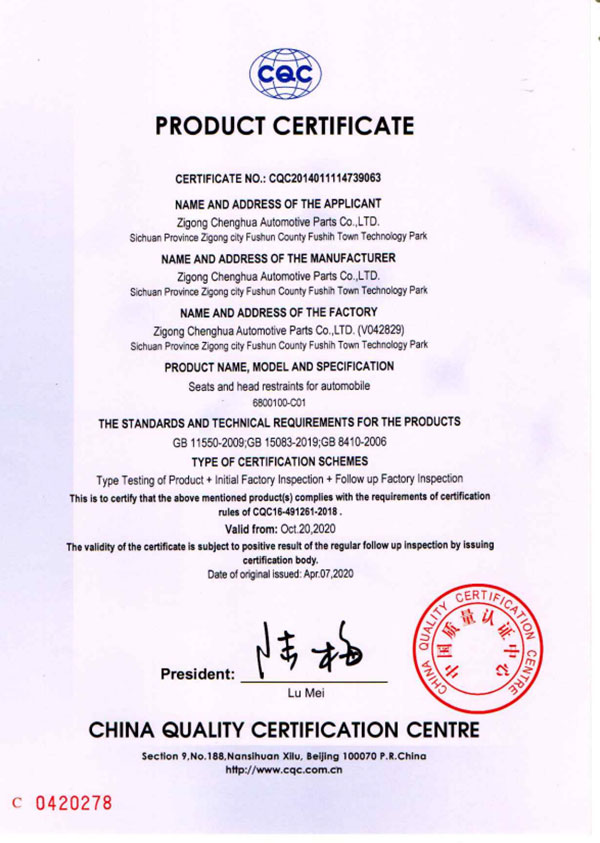 CQC
PRODUCT CERTIFICATE
CERTIFICATE NO.: CQC2014011114739063
NAME AND ADDRESS OF THE APPLICANT
Zigong Chenghua Automotive Parts Co.,LTD.
Sichuan Province Zigong city Fushun County Fushih Town Technology Park
NAME AND ADDRESS OF THE MANUFACTURER
Zigong Chenghua Automotive Parts Co.,LTD.
Sichuan Province Zigong city Fushun County Fushih Town Technology Park
NAME AND ADDRESS OF THE FACTORY
Zigong Chenghua Automotive Parts Co.,LTD. (V042829)
Sichuan Province Zigong city Fushun County Fushih Town Technology Park
PRODUCT NAME, MODEL AND SPECIFICATION
Seats and head restraints for automobile
6800100-C01
THE STANDARDS AND TECHNICAL REQUIREMENTS FOR THE PRODUCTS
GB 11550-2009;GB 15083-2019;GB 8410-2006
TYPE OF CERTIFICATION SCHEMES
Type Testing of Product + Initial Factory Inspection + Follow up Factory Inspection
This is to certify that the above mentioned product(s) complies with the requirements of certification
rules of CQC16-491261-2018 .
Valid from: Oct.20,2020
The validity of the certificate is subject to positive result of the regular follow up inspection by issuing
certification body.
Date of original issued: Apr.07,2020
CHINA QUALITY CERTIFICATION CENTRE
中国质量认证中心
President: 陆梅
Lu Mei
CHINA QUALITY CERTIFICATION CENTRE
Section 9,No.188,Nansihuan Xilu, Beijing 100070 P.R.China
http://www.cqc.com.cn
C 0420278